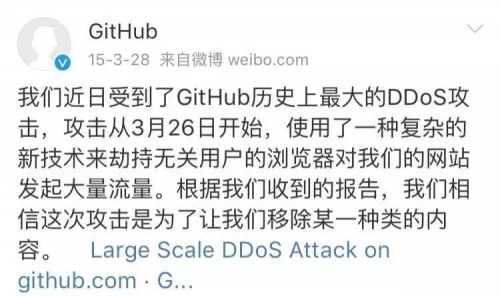 GitHub
15-3-28 来自微博 weibo.com
我们近日受到了GitHub历史上最大的DDoS攻
击，攻击从3月26日开始，使用了一种复杂的
新技术来劫持无关用户的浏览器对我们的网站
发起大量流量。根据我们收到的报告，我们相
信这次攻击是为了让我们移除某一种类的内
容。 Large Scale DDoS Attack on
github.com · G...